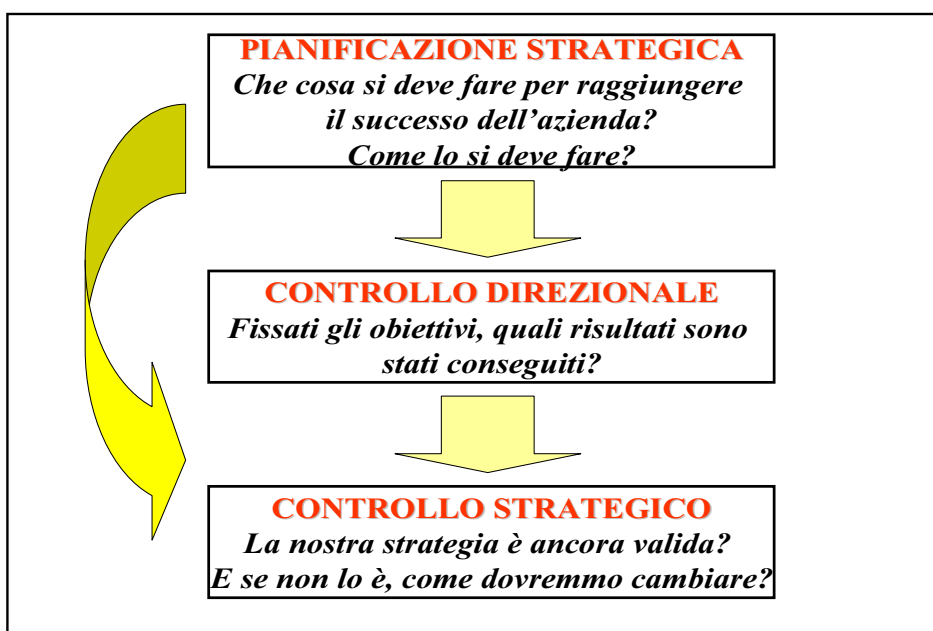 PIANIFICAZIONE STRATEGICA
Che cosa si deve fare per raggiungere
il successo dell'azienda?
Come lo si deve fare?
CONTROLLO DIREZIONALE
Fissati gli obiettivi, quali risultati sono
stati conseguiti?
CONTROLLO STRATEGICO
La nostra strategia è ancora valida?
E se non lo è, come dovremmo cambiare?